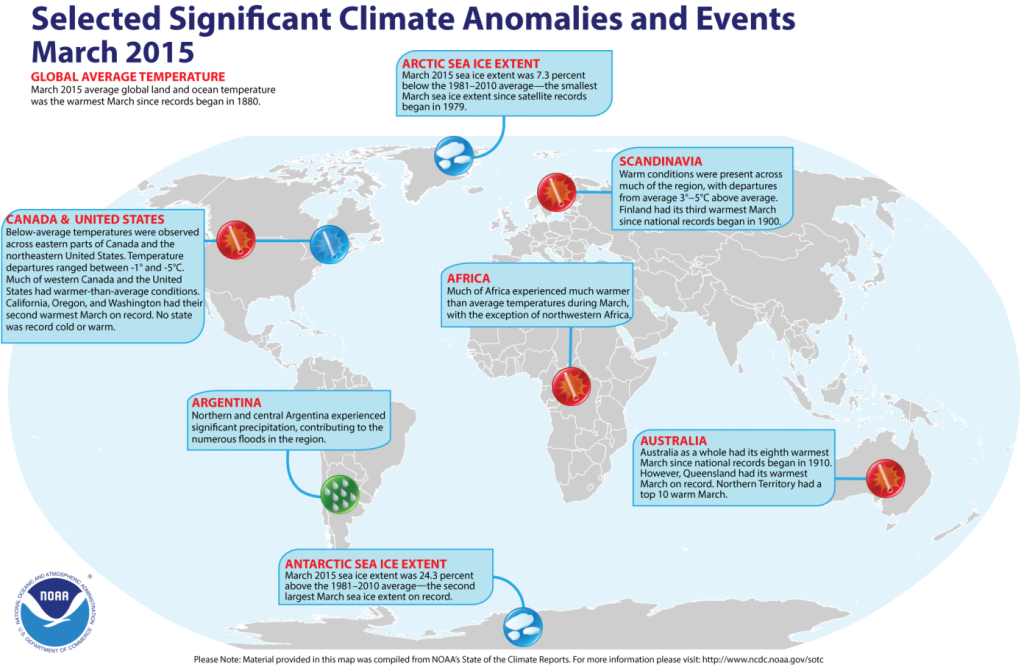 Selected Significant Climate Anomalies and Events
March 2015
GLOBAL AVERAGE TEMPERATURE
March 2015 average global land and ocean temperature
was the warmest March since records began in 1880.
ARCTIC SEA ICE EXTENT
March 2015 sea ice extent was 7.3 percent
below the 1981–2010 average—the smallest
March sea ice extent since satellite records
began in 1979.
SCANDINAVIA
Warm conditions were present across
much of the region, with departures
from average 3°–5°C above average.
Finland had its third warmest March
since national records began in 1900.
CANADA & UNITED STATES
Below-average temperatures were observed
across eastern parts of Canada and the
northeastern United States. Temperature
departures ranged between -1° and -5°C.
Much of western Canada and the United
States had warmer-than-average conditions.
California, Oregon, and Washington had their
second warmest March on record. No state
was record cold or warm.
AFRICA
Much of Africa experienced much warmer
than average temperatures during March,
with the exception of northwestern Africa.
ARGENTINA
Northern and central Argentina experienced
significant precipitation, contributing to the
numerous floods in the region.
AUSTRALIA
Australia as a whole had its eighth warmest
March since national records began in 1910.
However, Queensland had its warmest
March on record. Northern Territory had a
top 10 warm March.
ANTARCTIC SEA ICE EXTENT
March 2015 sea ice extent was 24.3 percent
above the 1981–2010 average—the second
largest March sea ice extent on record.
NATIONAL OCEANIC AND ATMOSPHERIC ADMINISTRATION
®
NOAA
U.S. DEPARTMENT OF COMMERCE
Please Note: Material provided in this map was compiled from NOAA's State of the Climate Reports. For more information please visit: http://www.ncdc.noaa.gov/sotc